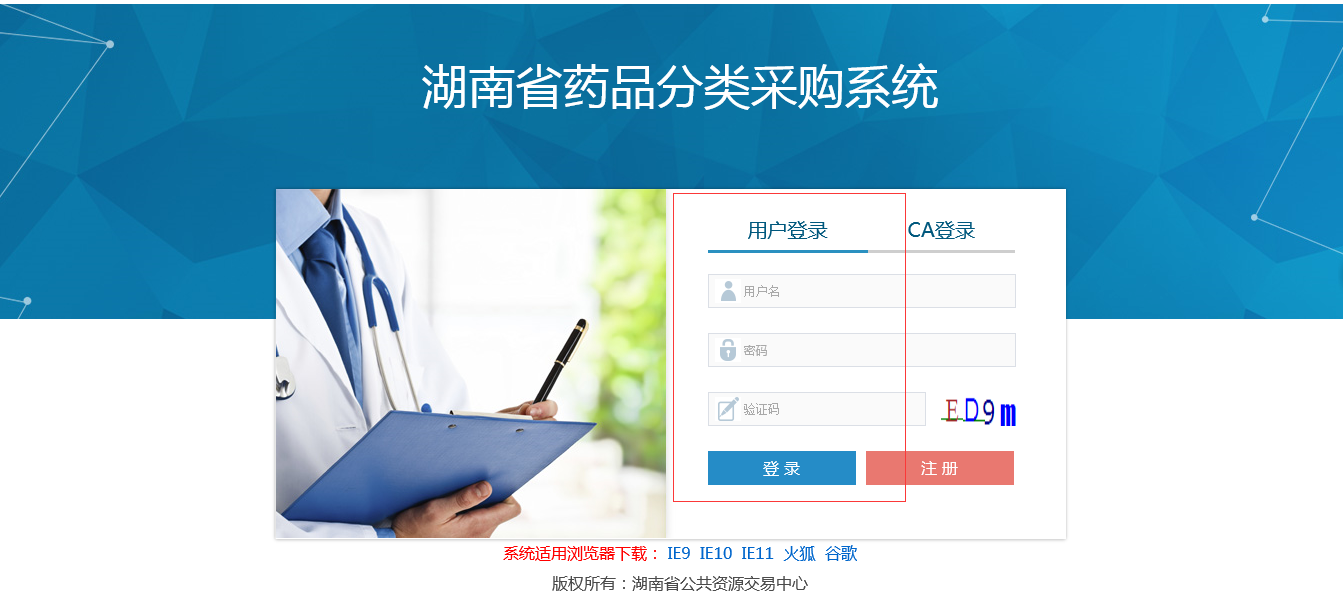 湖南省药品分类采购系统
用户登录 CA登录
用户名
密码
验证码 ED9m
登 录 注 册
系统适用浏览器下载： IE9 IE10 IE11 火狐 谷歌
版权所有：湖南省公共资源交易中心